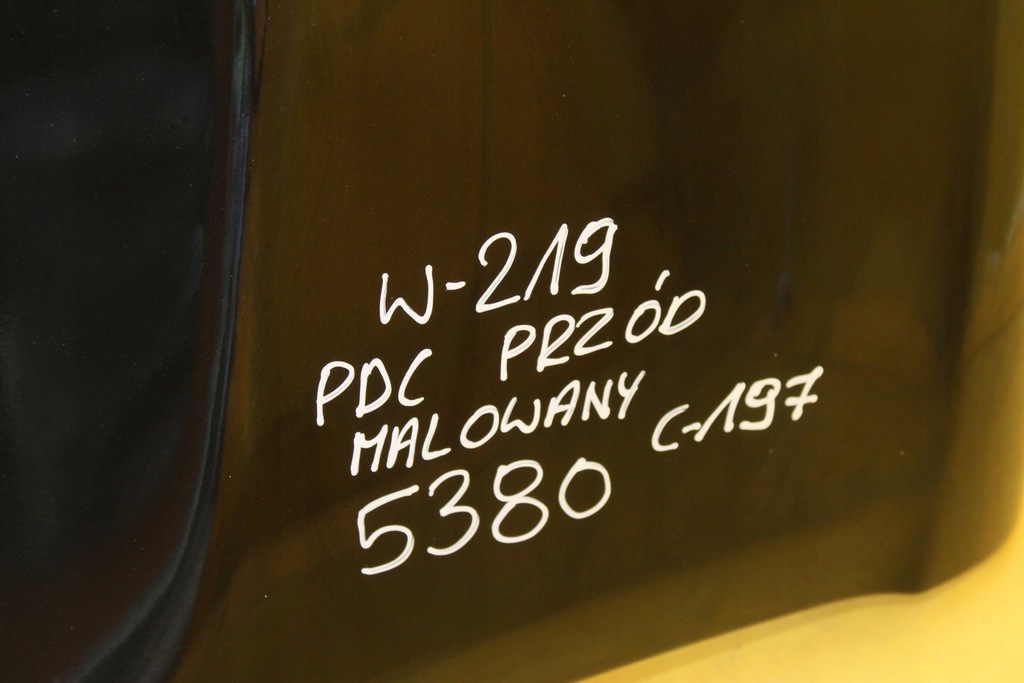 W-219
PDC PRZÓD
MALOWANY C-197
5380